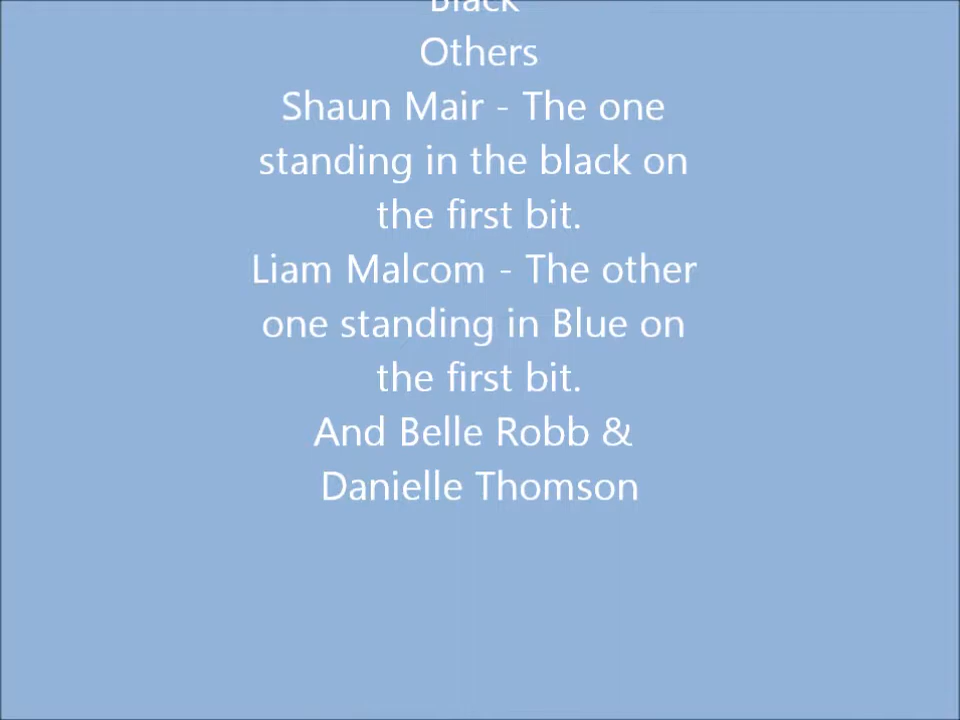 Black
Others
Shaun Mair - The one
standing in the black on
the first bit.
Liam Malcom - The other
one standing in Blue on
the first bit.
And Belle Robb &
Danielle Thomson